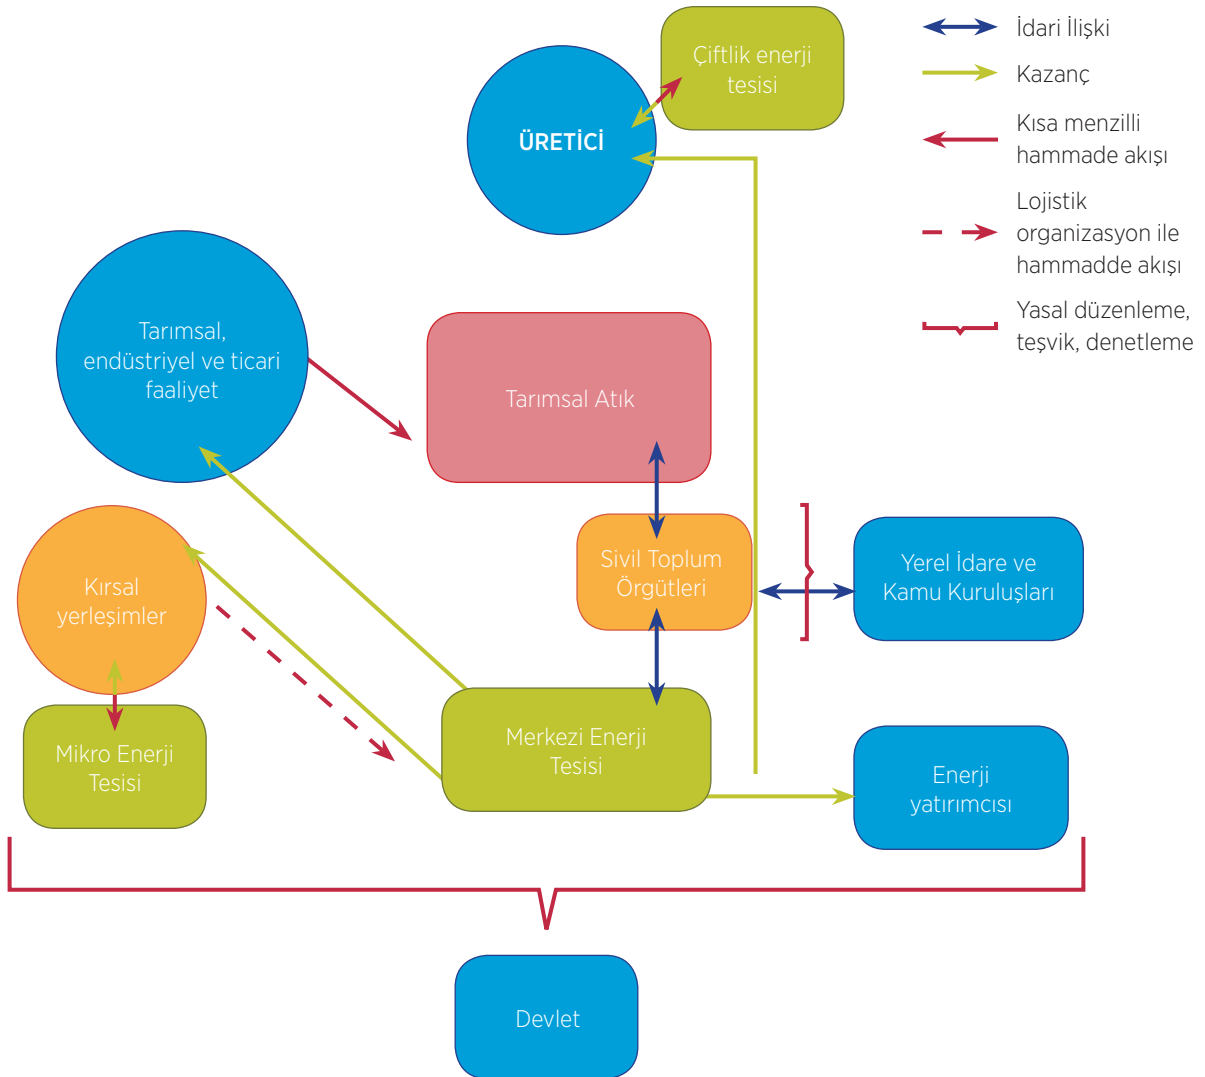 Çiftlik enerji
tesisi
ÜRETİCİ
İdari İlişki
Kazanç
Kısa menzilli
hammade akışı
Lojistik
organizasyon ile
hammadde akışı
Yasal düzenleme,
teşvik, denetleme
Tarımsal,
endüstriyel ve ticari
faaliyet
Tarımsal Atık
Kırsal
yerleşimler
Sivil Toplum
Örgütleri
Yerel İdare ve
Kamu Kuruluşları
Mikro Enerji
Tesisi
Merkezi Enerji
Tesisi
Enerji
yatırımcısı
Devlet